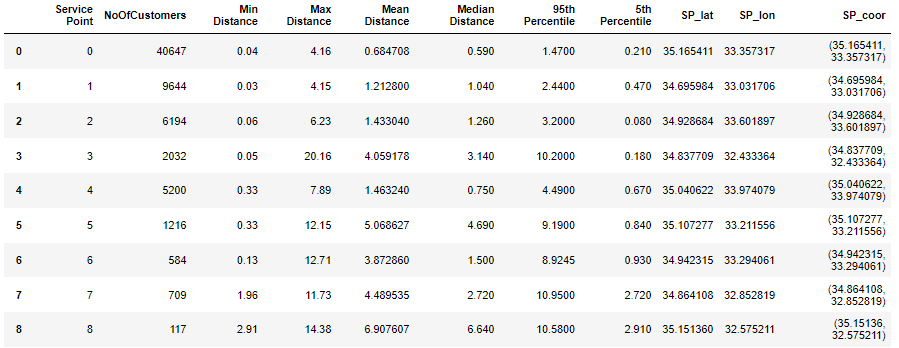 Service Point NoOfCustomers Min Distance Max Distance Mean Distance Median Distance 95th Percentile 5th Percentile SP_lat SP_lon SP_coor
0 0 40647 0.04 4.16 0.684708 0.590 1.4700 0.210 35.165411 33.357317 (35.165411, 33.357317)
1 1 9644 0.03 4.15 1.212800 1.040 2.4400 0.470 34.695984 33.031706 (34.695984, 33.031706)
2 2 6194 0.06 6.23 1.433040 1.260 3.2000 0.080 34.928684 33.601897 (34.928684, 33.601897)
3 3 2032 0.05 20.16 4.059178 3.140 10.2000 0.180 34.837709 32.433364 (34.837709, 32.433364)
4 4 5200 0.33 7.89 1.463240 0.750 4.4900 0.670 35.040622 33.974079 (35.040622, 33.974079)
5 5 1216 0.33 12.15 5.068627 4.690 9.1900 0.840 35.107277 33.211556 (35.107277, 33.211556)
6 6 584 0.13 12.71 3.872860 1.500 8.9245 0.930 34.942315 33.294061 (34.942315, 33.294061)
7 7 709 1.96 11.73 4.489535 2.720 10.9500 2.720 34.864108 32.852819 (34.864108, 32.852819)
8 8 117 2.91 14.38 6.907607 6.640 10.5800 2.910 35.151360 32.575211 (35.15136, 32.575211)